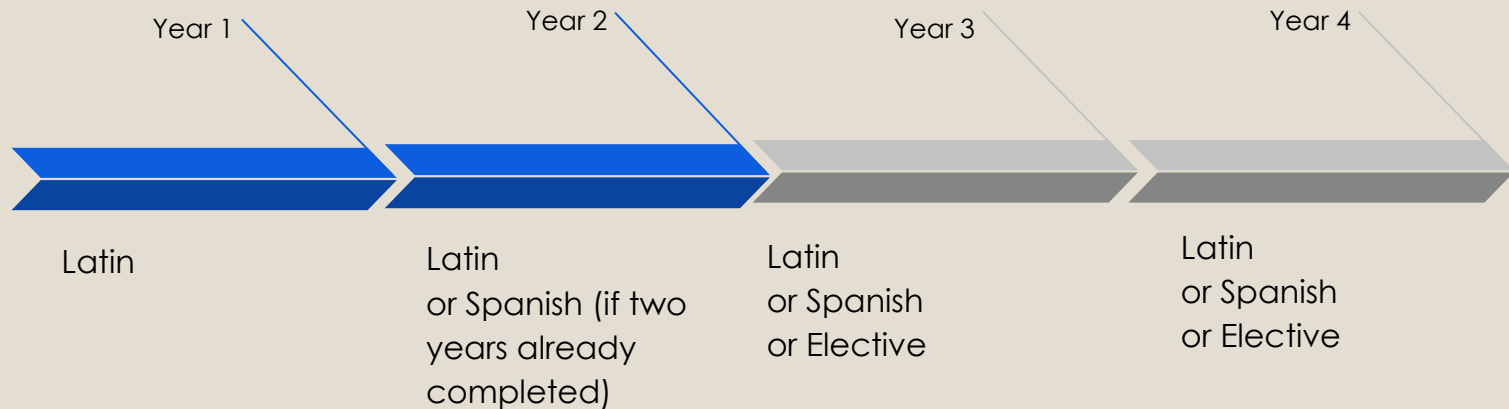 Year 1
Year 2
Year 3
Year 4
Latin
Latin
or Spanish (if two
years already
completed)
Latin
or Spanish
or Elective
Latin
or Spanish
or Elective